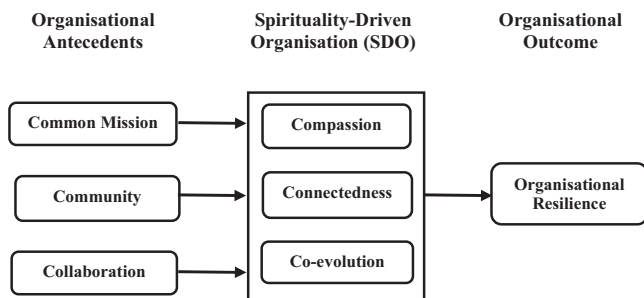 Organisational
Antecedents
Spirituality-Driven
Organisation (SDO)
Organisational
Outcome
Common Mission
Community
Collaboration
Compassion
Connectedness
Co-evolution
Organisational
Resilience